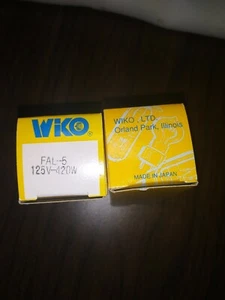 WIKO
FAL-5
125V-420W
WIKO, LTD.
Orland Park, Illinois
MADE IN JAPAN